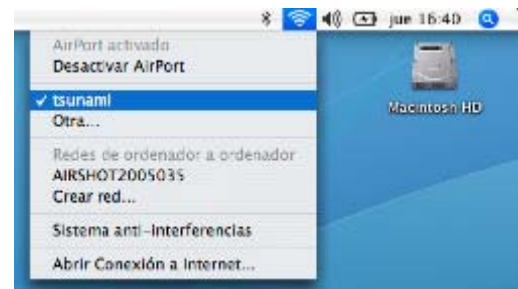 jue 16:40
AirPort activado
Desactivar AirPort
tsunami
Otra...
Redes de ordenador a ordenador
AIRSHOT2005035
Crear red...
Sistema anti-interferencias
Abrir Conexión a Internet...
Macintosh HD